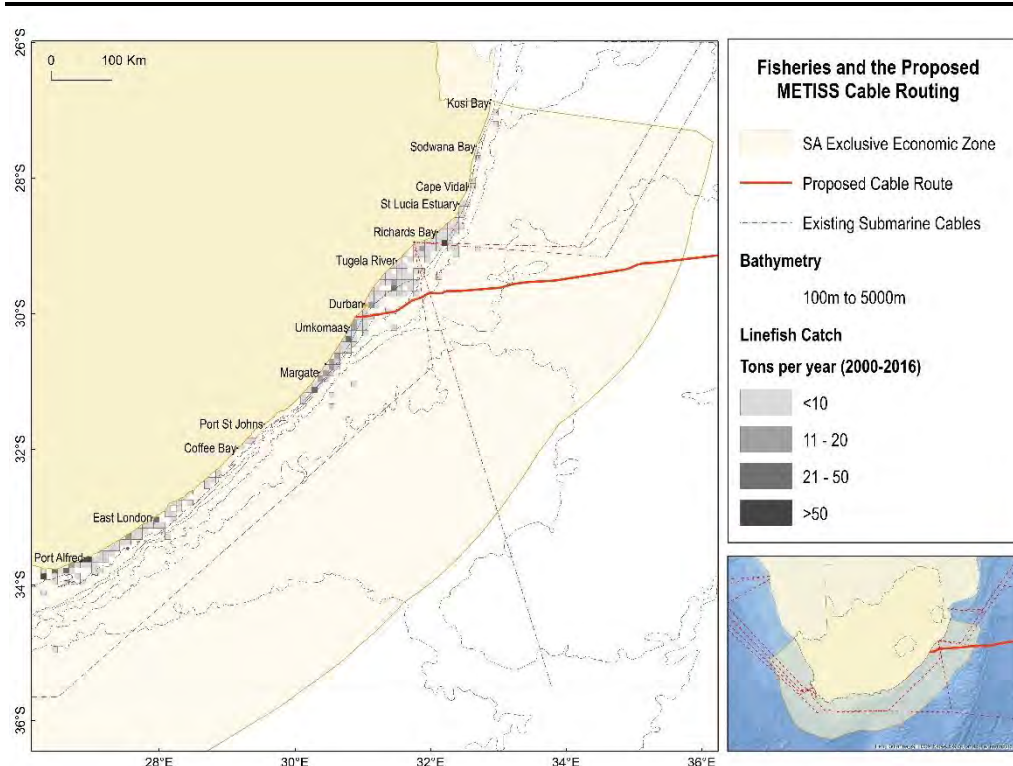 26°S
28°S
30°S
32°S
34°S
36°S
0 100 Km
Kosi Bay
Sodwana Bay
Cape Vidal
St Lucia Estuary
Richards Bay
Tugela River
Durban
Umkomaas
Margate
Port St Johns
Coffee Bay
East London
Port Alfred
28°E
30°E
32°E
34°E
36°E
Fisheries and the Proposed
METISS Cable Routing
SA Exclusive Economic Zone
Proposed Cable Route
Existing Submarine Cables
Bathymetry
100m to 5000m
Linefish Catch
Tons per year (2000-2016)
<10
11 - 20
21 - 50
>50